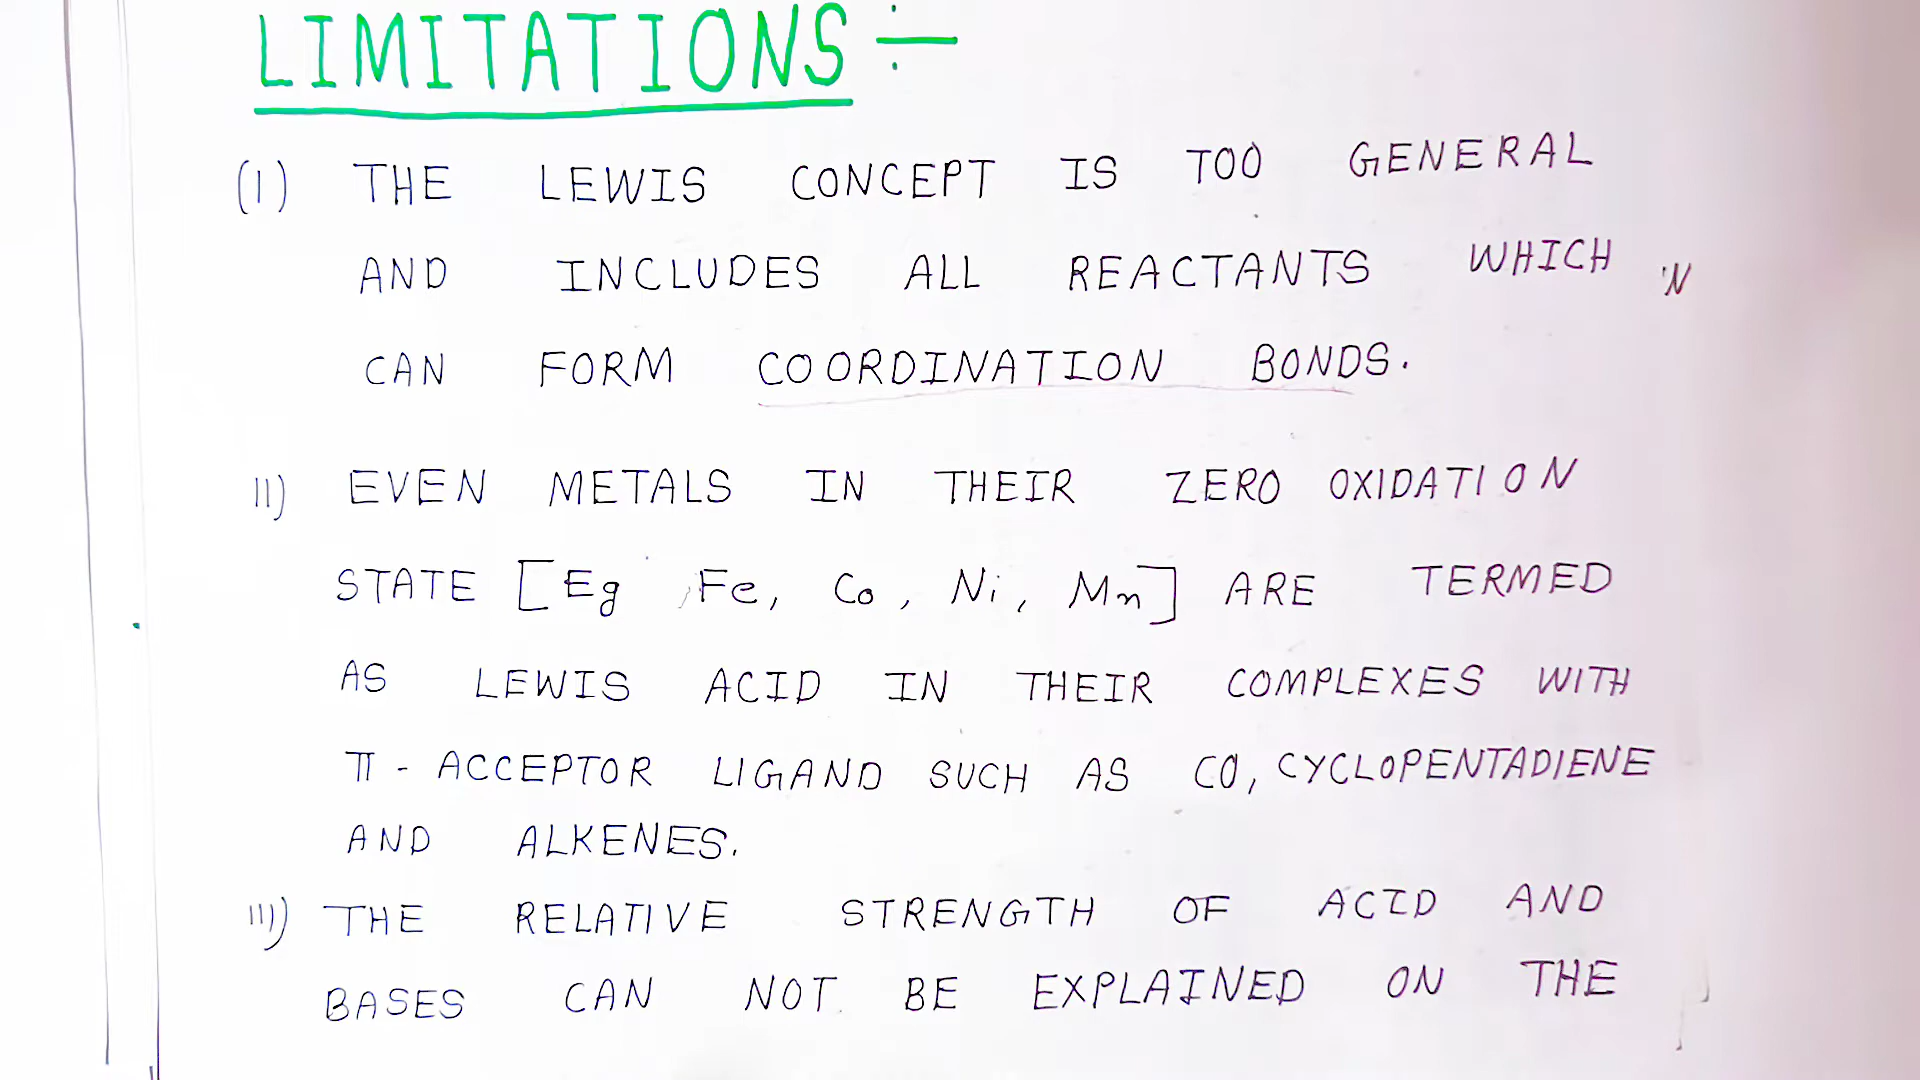 LIMITATIONS :-
(I) THE LEWIS CONCEPT IS TOO GENERAL
AND INCLUDES ALL REACTANTS WHICH
CAN FORM COORDINATION BONDS.
II) EVEN METALS IN THEIR ZERO OXIDATION
STATE [Eg , Fe, Co, Ni, Mn] ARE TERMED
AS LEWIS ACID IN THEIR COMPLEXES WITH
π - ACCEPTOR LIGAND SUCH AS CO, CYCLOPENTADIENE
AND ALKENES.
III) THE RELATIVE STRENGTH OF ACID AND
BASES CAN NOT BE EXPLAINED ON THE